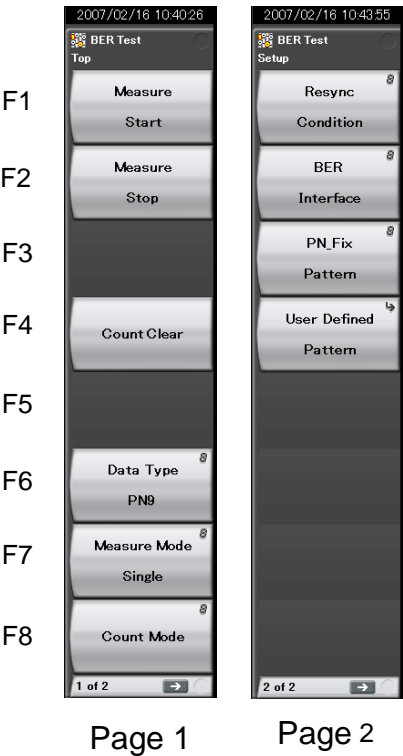 2007/02/16 10:40:26
BER Test
Top
F1
Measure
Start
F2
Measure
Stop
F3
F4
Count Clear
F5
F6
Data Type
PN9
F7
Measure Mode
Single
F8
Count Mode
1 of 2
Page 1
2007/02/16 10:43:55
BER Test
Setup
Resync
Condition
BER
Interface
PN_Fix
Pattern
User Defined
Pattern
2 of 2
Page 2